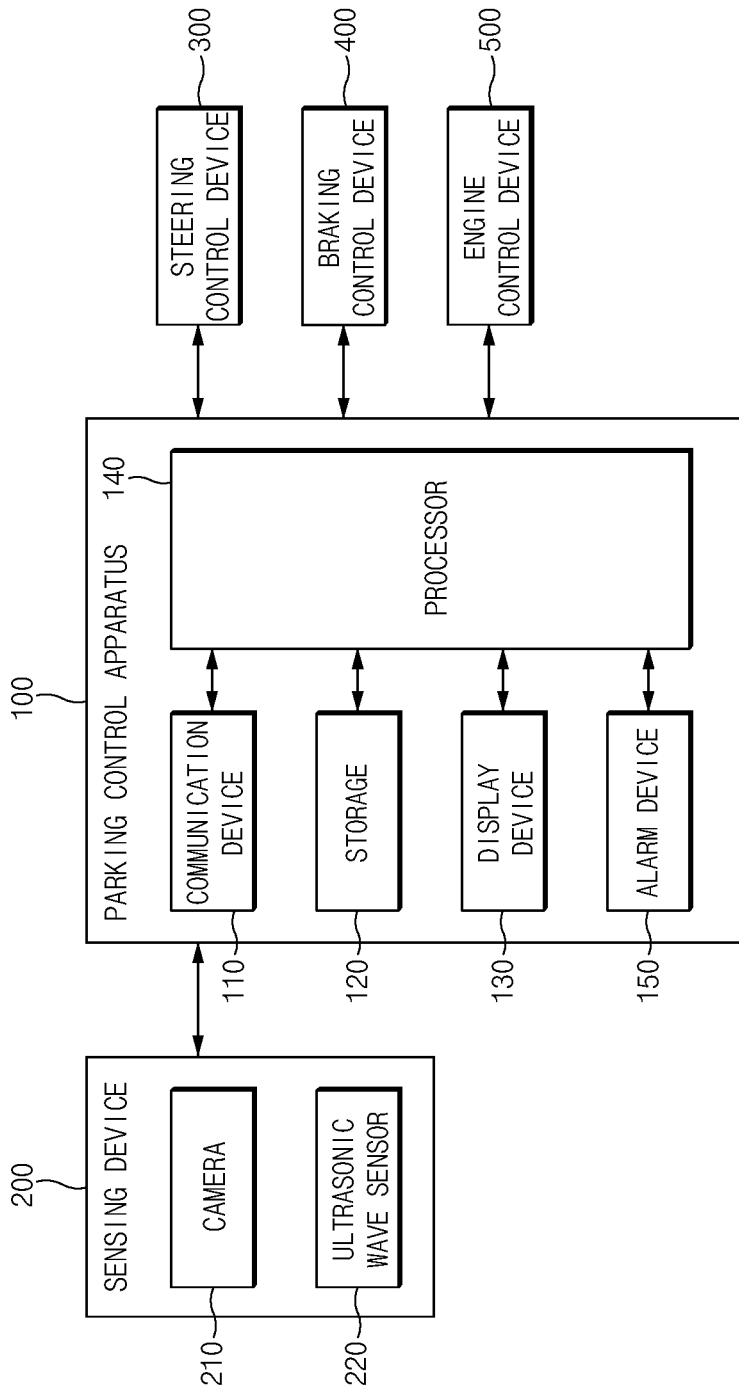 200
SENSING DEVICE
210
CAMERA
220
ULTRASONIC
WAVE SENSOR
100
PARKING CONTROL APPARATUS
110
COMMUNICATION
DEVICE
120
STORAGE
130
DISPLAY
DEVICE
150
ALARM DEVICE
140
PROCESSOR
STEERING
CONTROL DEVICE
300
BRAKING
CONTROL DEVICE
400
ENGINE
CONTROL DEVICE
500